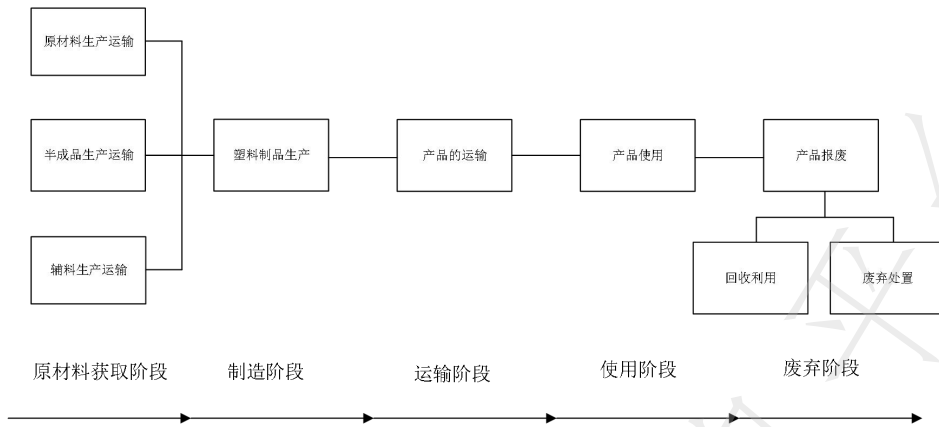 原材料生产运输
半成品生产运输
辅料生产运输
塑料制品生产
产品的运输
产品使用
产品报废
回收利用
废弃处置
原材料获取阶段
制造阶段
运输阶段
使用阶段
废弃阶段